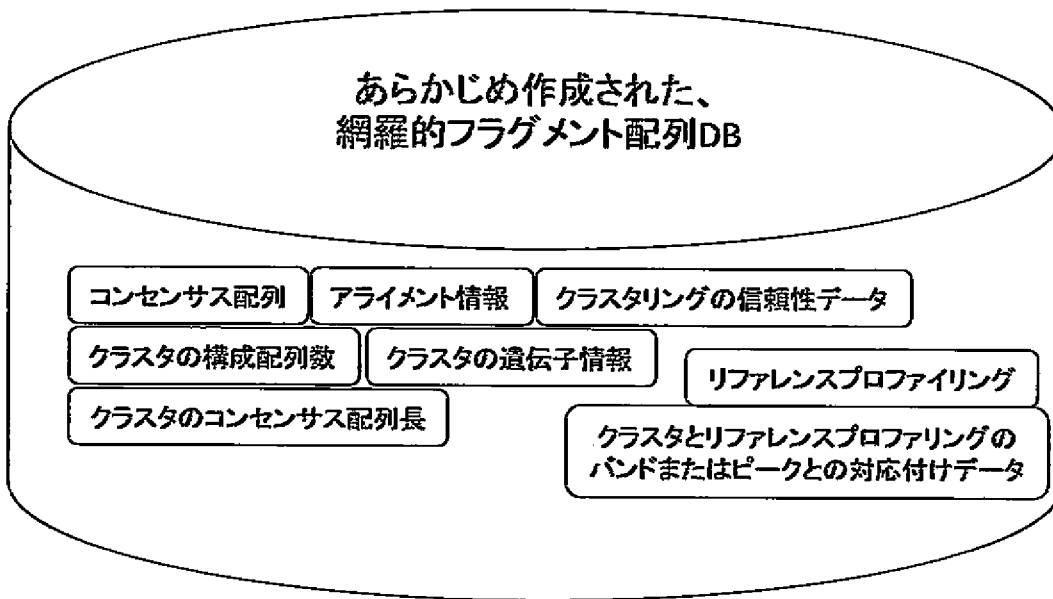 あらかじめ作成された、
網羅的フラグメント配列DB
コンセンサス配列
アライメント情報
クラスタリングの信頼性データ
クラスタの構成配列数
クラスタの遺伝子情報
リファレンスプロファイリング
クラスタのコンセンサス配列長
クラスタとリファレンスプロファリングの
バンドまたはピークとの対応付けデータ